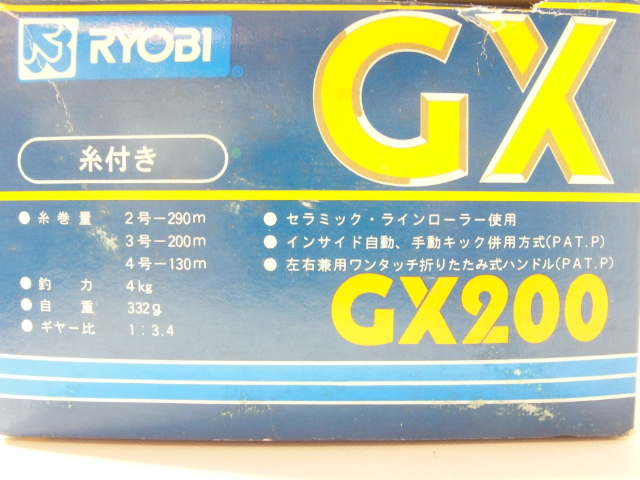 RYOBI
GX
糸付き
● 糸巻量 2号－290m
3号－200m
4号－130m
● 釣力 4kg
● 自重 332g
● ギヤー比 1:3.4
● セラミック・ラインローラー使用
● インサイド自動、手動キック併用方式(PAT.P)
● 左右兼用ワンタッチ折りたたみ式ハンドル(PAT.P)
GX200